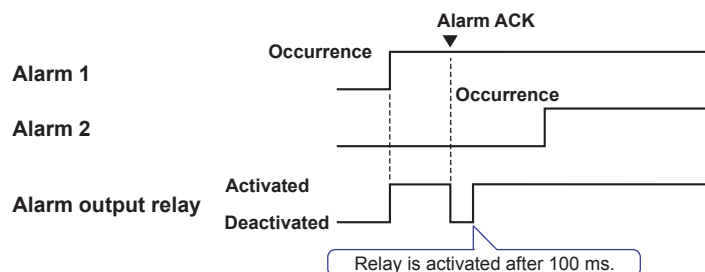 Alarm ACK
Occurrence
Alarm 1
Occurrence
Alarm 2
Activated
Alarm output relay
Deactivated
Relay is activated after 100 ms.